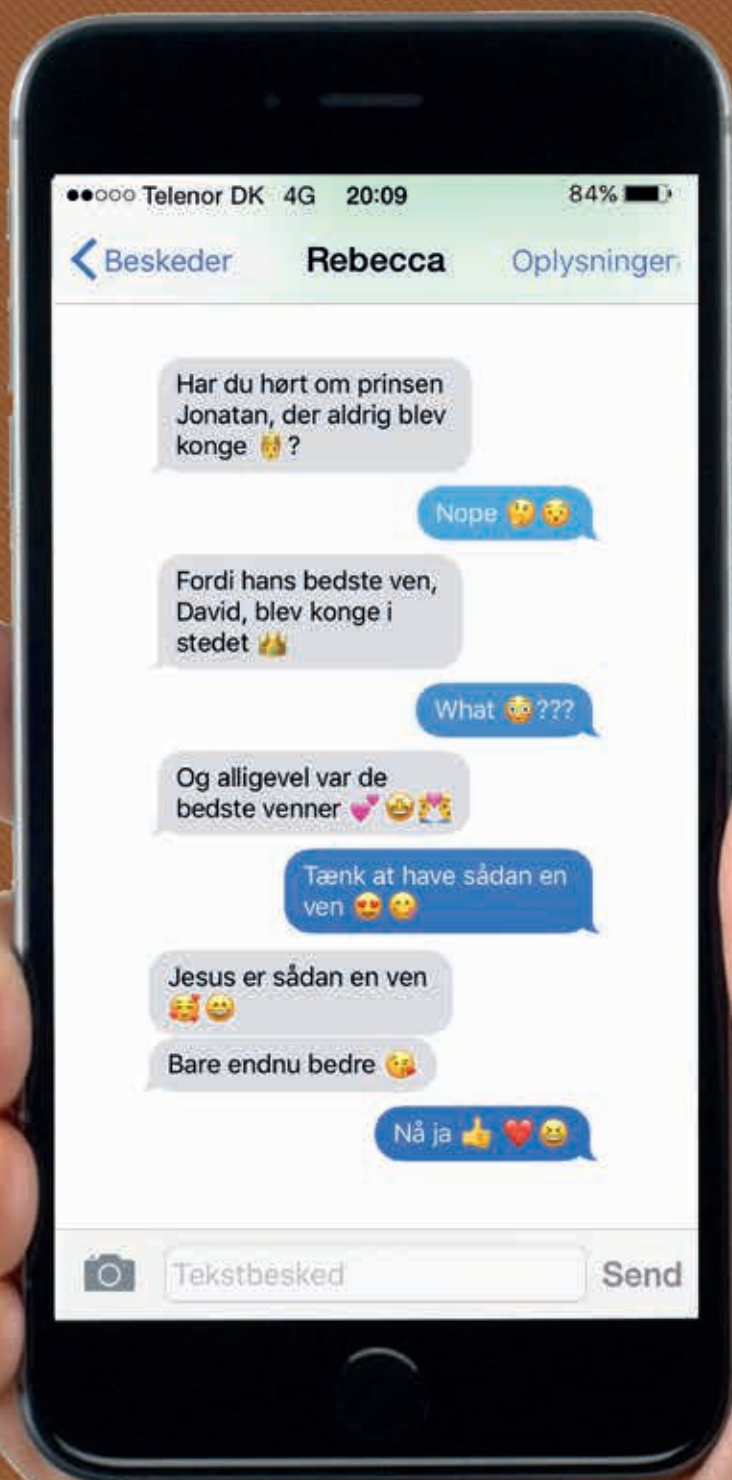 Telenor DK 4G 20:09 84%
Beskeder Rebecca Oplysninger
Har du hørt om prinsen
Jonatan, der aldrig blev
konge 🤴?
Nope 🤔😯
Fordi hans bedste ven,
David, blev konge i
stedet 👑
What 😳???
Og alligevel var de
bedste venner 💕🤩💏
Tænk at have sådan en
ven 😍😋
Jesus er sådan en ven
🥰😄
Bare endnu bedre 😘
Nå ja 👍❤️😆
Tekstbesked Send